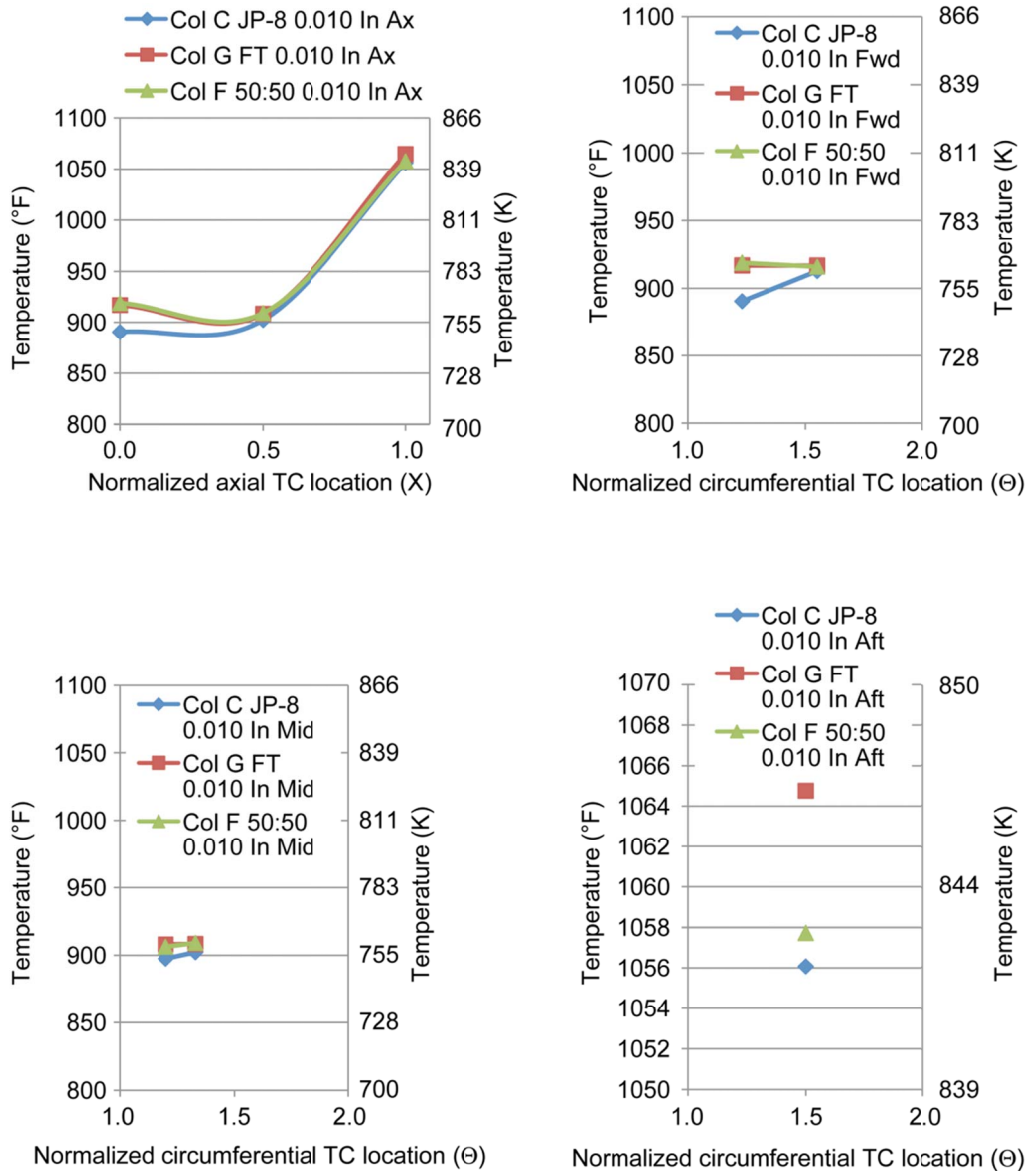 Col C JP-8 0.010 In Ax
Col G FT 0.010 In Ax
Col F 50:50 0.010 In Ax
1100
1050
1000
950
900
850
800
866
839
811
783
755
728
700
0.0
0.5
1.0
Temperature (°F)
Temperature (K)
Normalized axial TC location (X)
Col C JP-8
0.010 In Fwd
Col G FT
0.010 In Fwd
Col F 50:50
0.010 In Fwd
1100
1050
1000
950
900
850
800
866
839
811
783
755
728
700
1.0
1.5
2.0
Temperature (°F)
Temperature (K)
Normalized circumferential TC location (Θ)
Col C JP-8
0.010 In Mid
Col G FT
0.010 In Mid
Col F 50:50
0.010 In Mid
1100
1050
1000
950
900
850
800
866
839
811
783
755
728
700
1.0
1.5
2.0
Temperature (°F)
Temperature (K)
Normalized circumferential TC location (Θ)
Col C JP-8
0.010 In Aft
Col G FT
0.010 In Aft
Col F 50:50
0.010 In Aft
1070
1068
1066
1064
1062
1060
1058
1056
1054
1052
1050
850
844
839
1.0
1.5
2.0
Temperature (°F)
Temperature (K)
Normalized circumferential TC location (Θ)